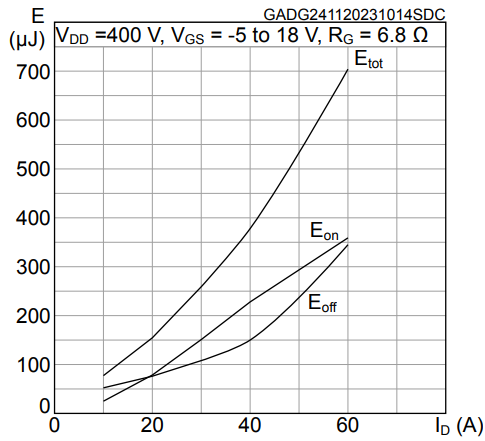 GADG241120231014SDC
E
(µJ)
VDD =400 V, VGS = -5 to 18 V, RG = 6.8 Ω
Etot
700
600
500
400
Eon
300
Eoff
200
100
0
0 20 40 60 ID (A)